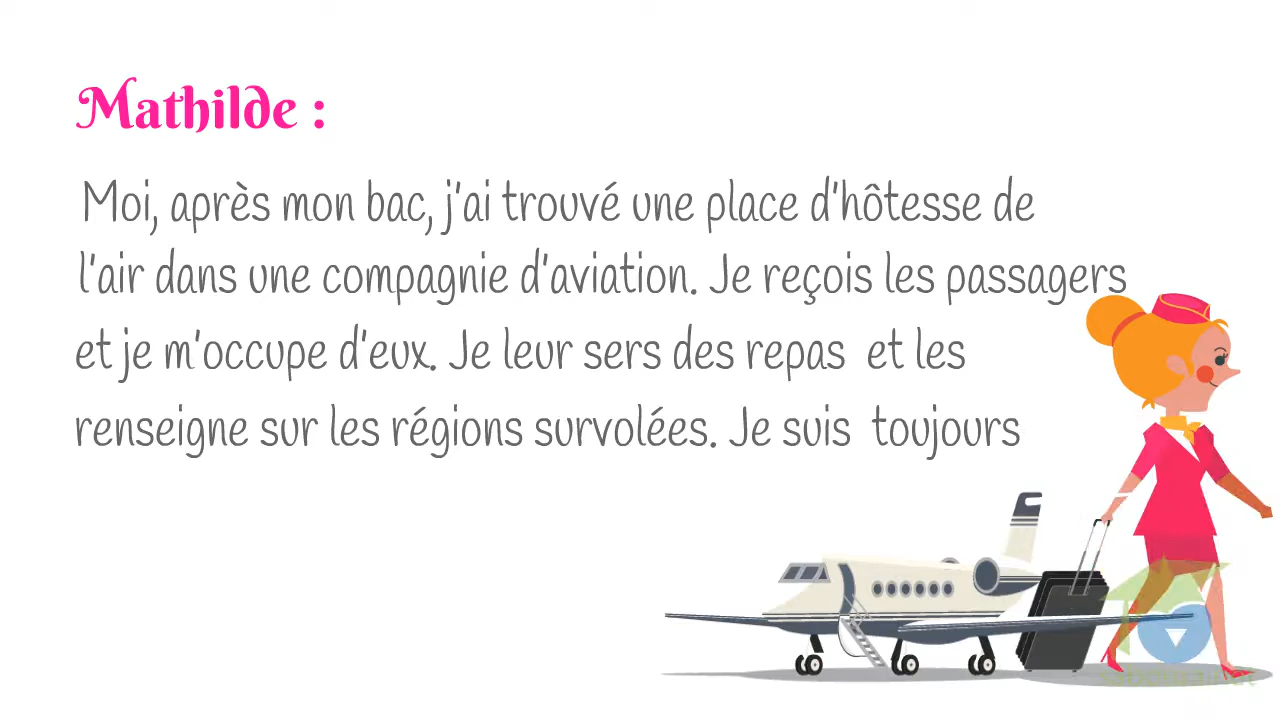 Mathilde :
Moi, après mon bac, j'ai trouvé une place d'hôtesse de
l'air dans une compagnie d'aviation. Je reçois les passagers
et je m'occupe d'eux. Je leur sers des repas et les
renseigne sur les régions survolées. Je suis toujours